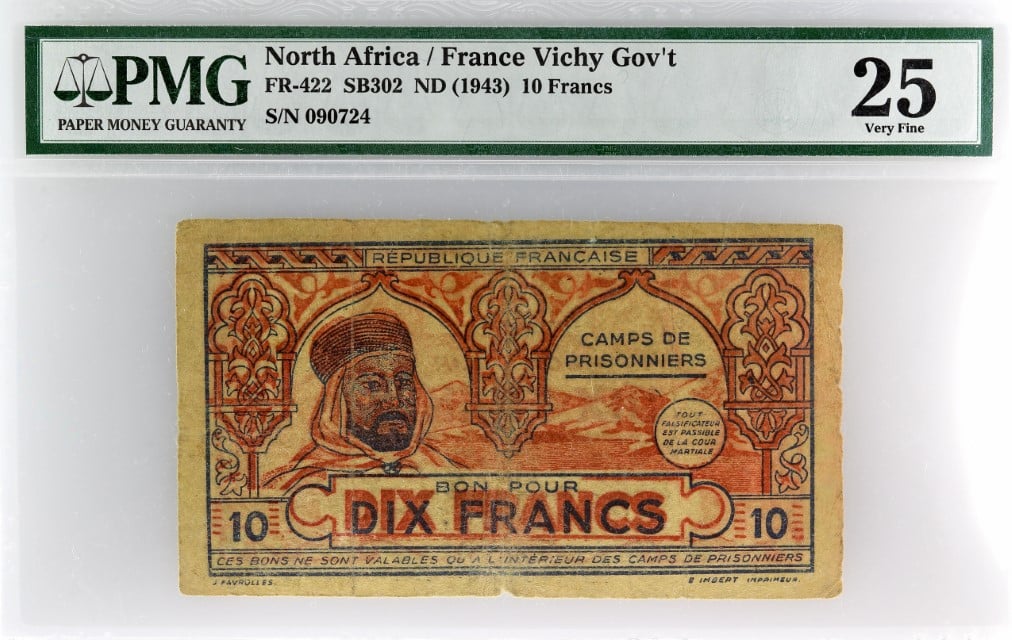 PMG
PAPER MONEY GUARANTY
North Africa / France Vichy Gov't
FR-422 SB302 ND (1943) 10 Francs
S/N 090724
25
Very Fine
RÉPUBLIQUE FRANÇAISE
CAMPS DE
PRISONNIERS
TOUT
FALSIFICATEUR
EST PASSIBLE
DE LA COUR
MARTIALE
BON POUR
DIX FRANCS
10
10
CES BONS NE SONT VALABLES QU'A L'INTÉRIEUR DES CAMPS DE PRISONNIERS
J. FAVROLLES.
E IMBERT IMPRIMEUR.